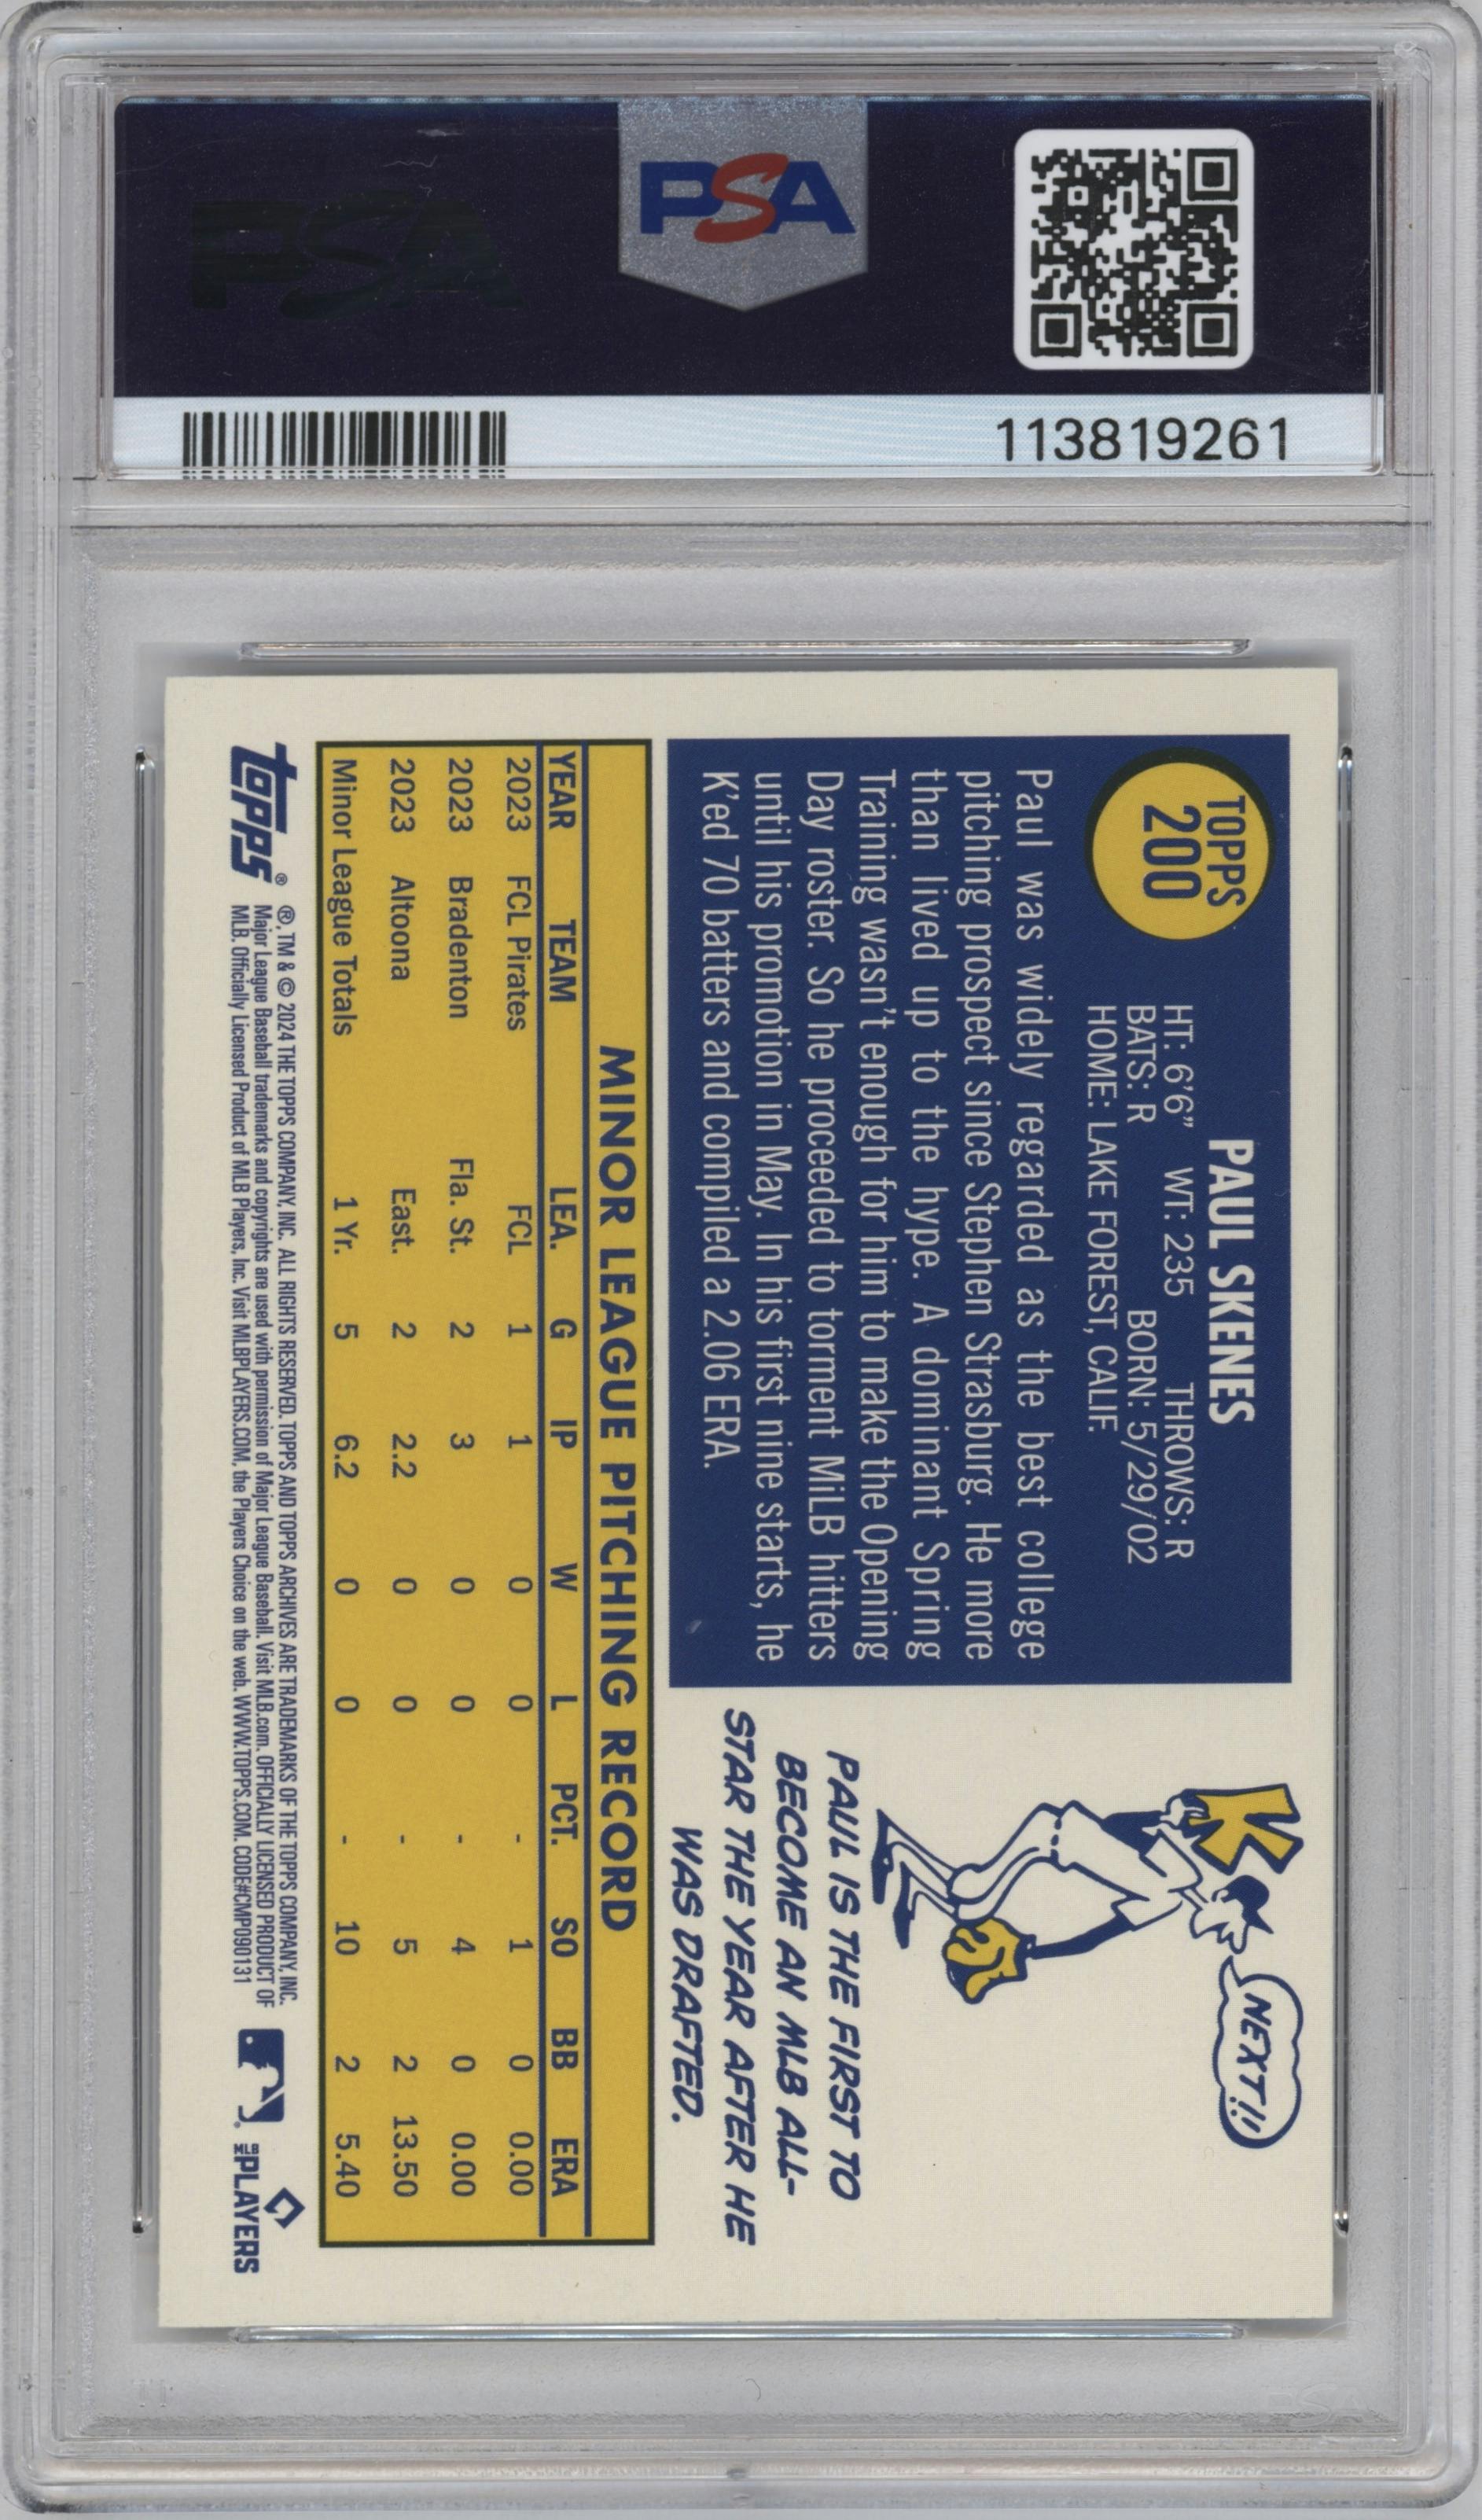 PSA
PSA
113819261
TOPPS
200
PAUL SKENES
HT: 6'6" WT: 235 THROWS: R
BATS: R BORN: 5/29/02
HOME: LAKE FOREST, CALIF.
Paul was widely regarded as the best college
pitching prospect since Stephen Strasburg. He more
than lived up to the hype. A dominant Spring
Training wasn't enough for him to make the Opening
Day roster. So he proceeded to torment MiLB hitters
until his promotion in May. In his first nine starts, he
K'ed 70 batters and compiled a 2.06 ERA.
K
NEXT!!
PAUL IS THE FIRST TO
BECOME AN MLB ALL-
STAR THE YEAR AFTER HE
WAS DRAFTED.
MINOR LEAGUE PITCHING RECORD
YEAR TEAM LEA. G IP W L PCT. SO BB ERA
2023 FCL Pirates FCL 1 1 0 0 - 1 0 0.00
2023 Bradenton Fla. St. 2 3 0 0 - 4 0 0.00
2023 Altoona East. 2 2.2 0 0 - 5 2 13.50
Minor League Totals 1 Yr. 5 6.2 0 0 - 10 2 5.40
topps®
®, TM & © 2024 THE TOPPS COMPANY, INC. ALL RIGHTS RESERVED. TOPPS AND TOPPS ARCHIVES ARE TRADEMARKS OF THE TOPPS COMPANY, INC.
Major League Baseball trademarks and copyrights are used with permission of Major League Baseball. Visit MLB.com. OFFICIALLY LICENSED PRODUCT OF
MLB. Officially Licensed Product of MLB Players, Inc. Visit MLBPLAYERS.COM, the Players Choice on the web. WWW.TOPPS.COM. CODE#CMP090131
MLB PLAYERS